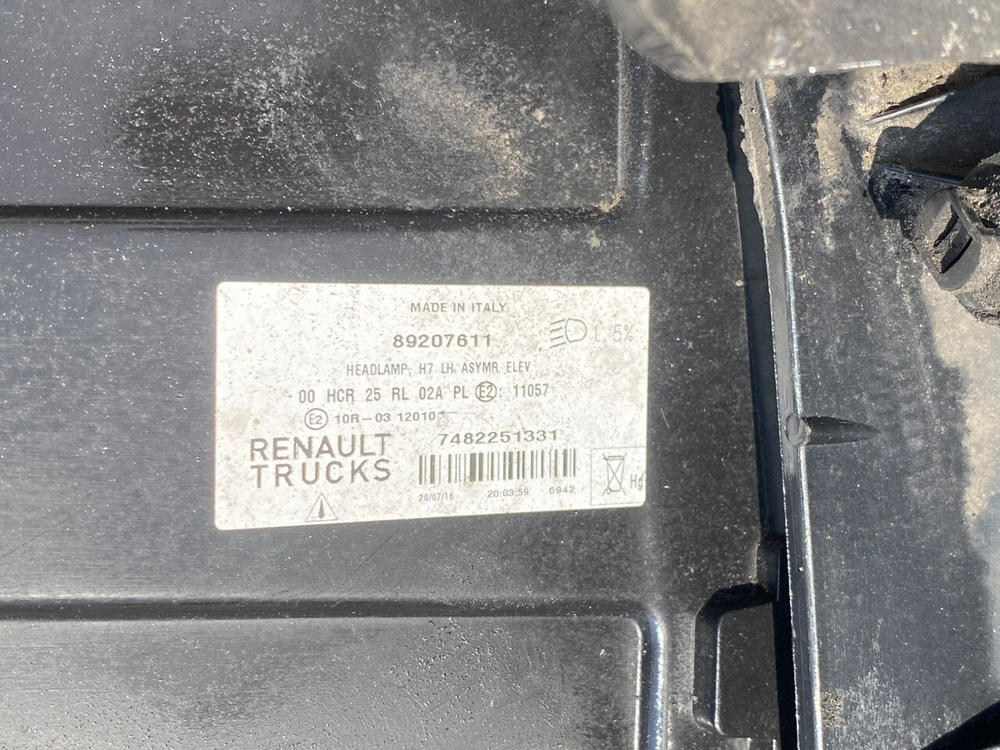 MADE IN ITALY
89207611
1.5%
HEADLAMP, H7 LH. ASYMR ELEV
00 HCR 25 RL 02A PL E2: 11057
E2 10R-03 12010
RENAULT
TRUCKS
7482251331
20:03:59 6942